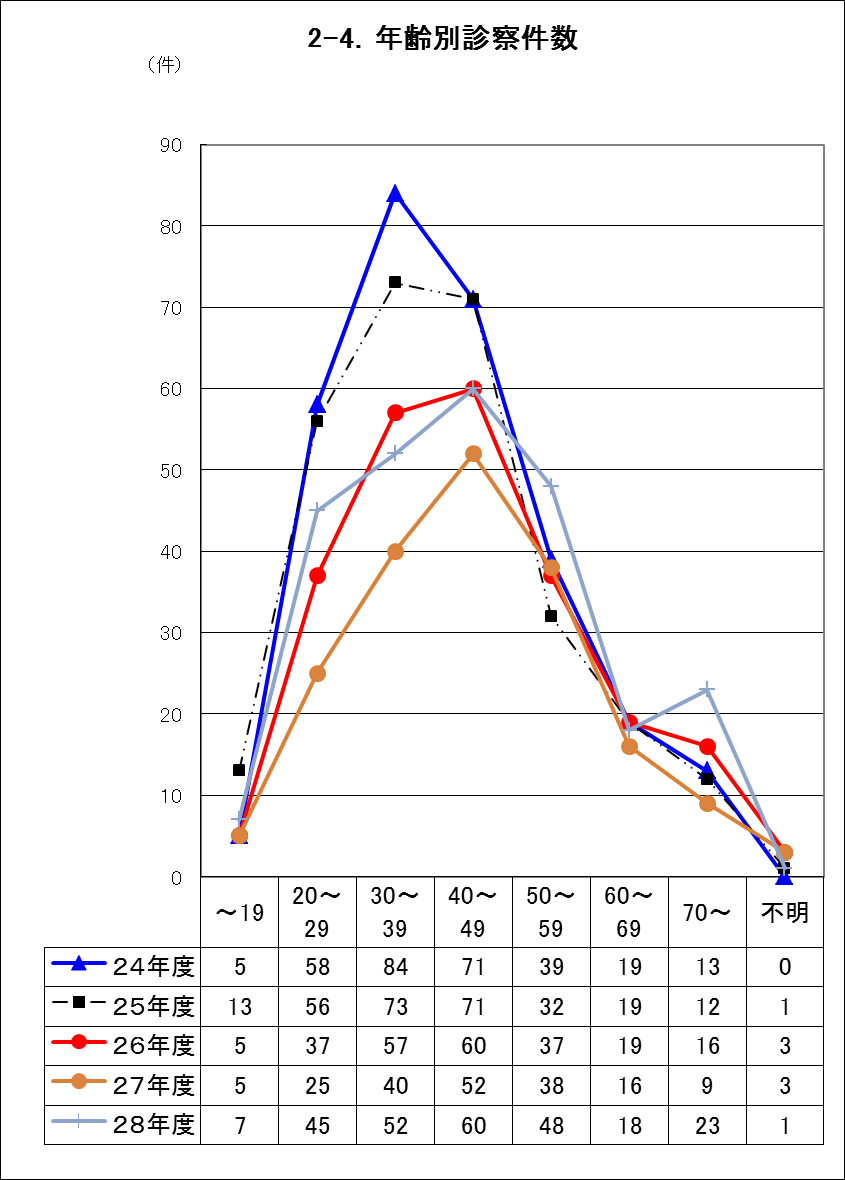 2-4. 年齢別診察件数
（件）
90
80
70
60
50
40
30
20
10
0
～19 20～29 30～39 40～49 50～59 60～69 70～ 不明
24年度 5 58 84 71 39 19 13 0
25年度 13 56 73 71 32 19 12 1
26年度 5 37 57 60 37 19 16 3
27年度 5 25 40 52 38 16 9 3
28年度 7 45 52 60 48 18 23 1